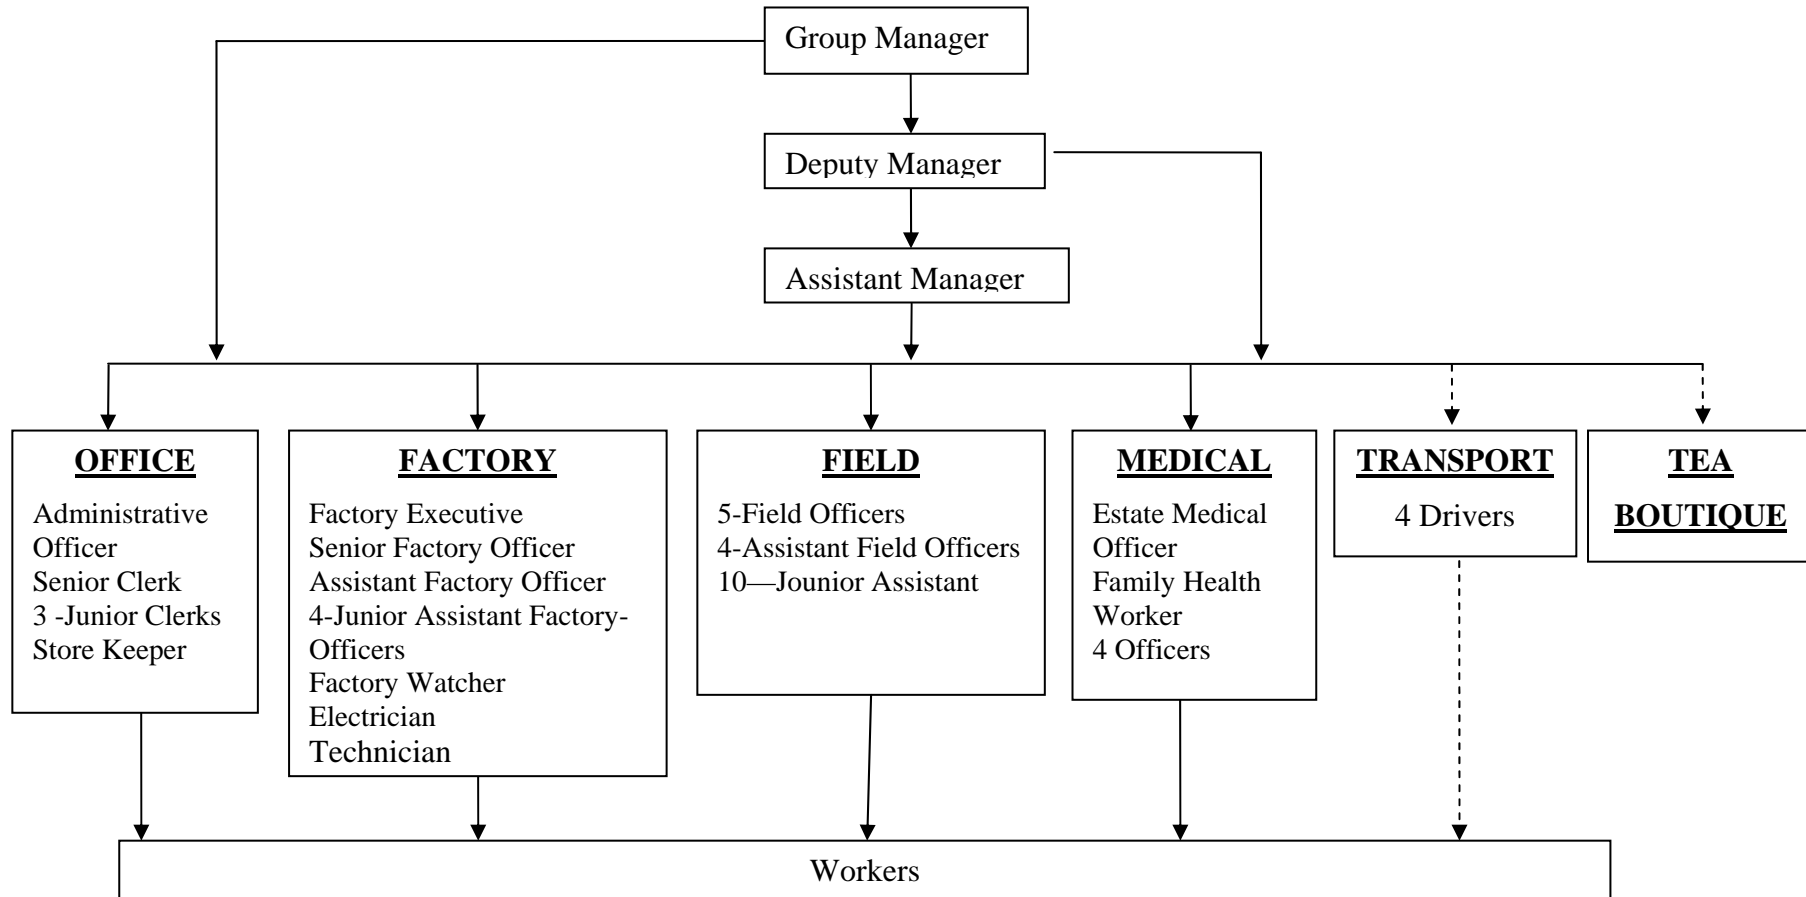 Group Manager
Deputy Manager
Assistant Manager
OFFICE
Administrative
Officer
Senior Clerk
3 -Junior Clerks
Store Keeper
FACTORY
Factory Executive
Senior Factory Officer
Assistant Factory Officer
4-Junior Assistant Factory-
Officers
Factory Watcher
Electrician
Technician
FIELD
5-Field Officers
4-Assistant Field Officers
10—Jounior Assistant
MEDICAL
Estate Medical
Officer
Family Health
Worker
4 Officers
TRANSPORT
4 Drivers
TEA
BOUTIQUE
Workers